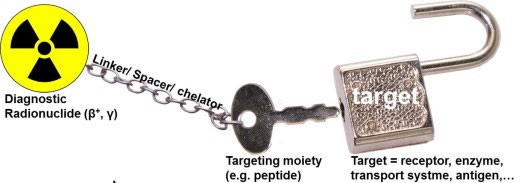 Linker/ Spacer/ chelator
target
Diagnostic
Radionuclide (β⁺, γ)
Targeting moiety
(e.g. peptide)
Target = receptor, enzyme,
transport systme, antigen,...